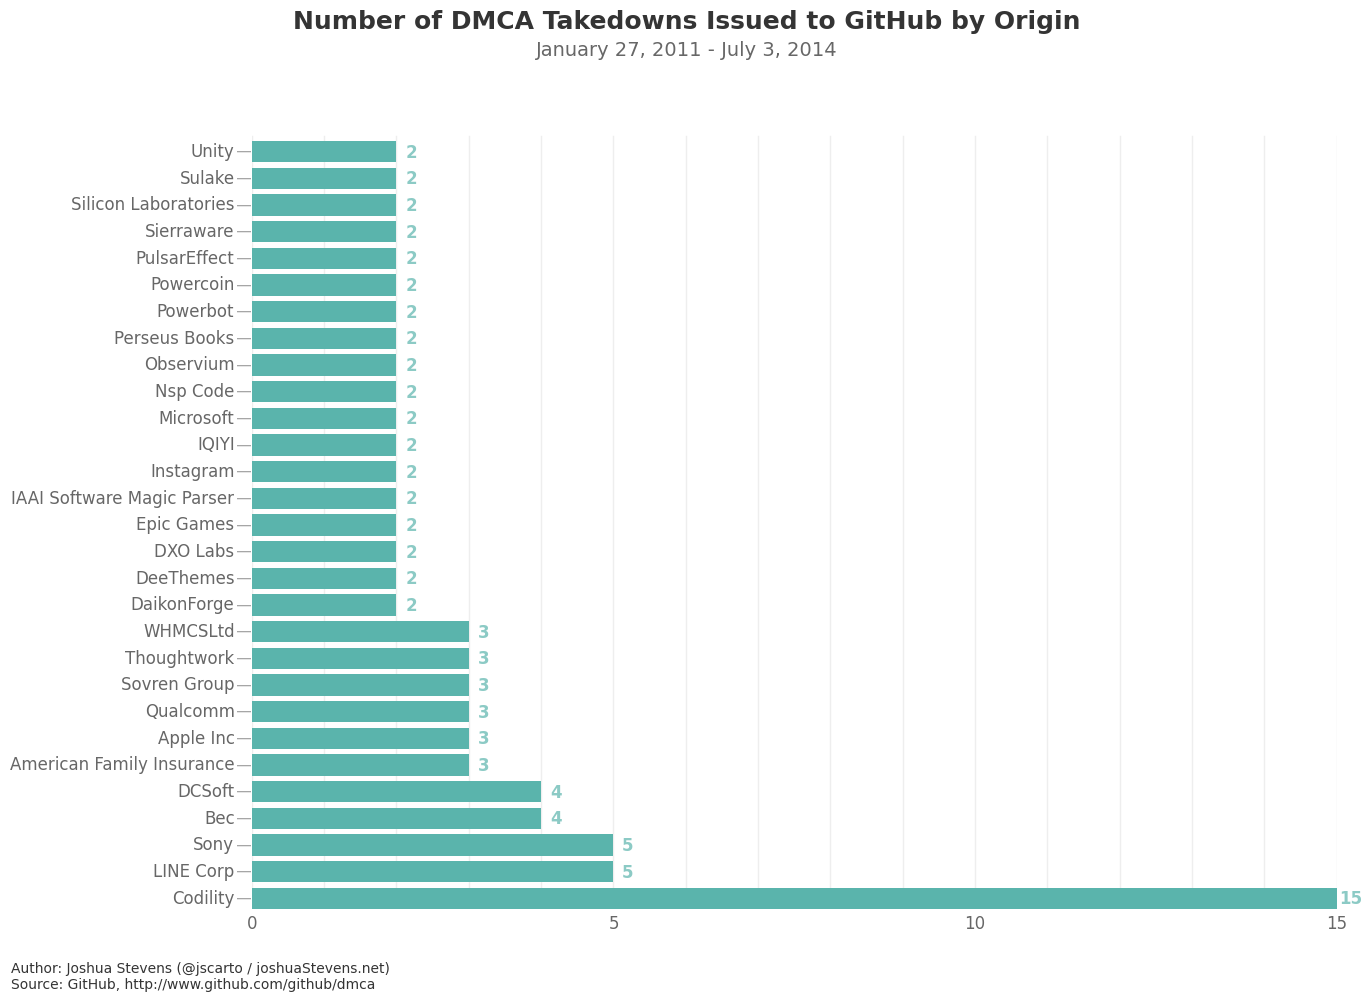 Number of DMCA Takedowns Issued to GitHub by Origin
January 27, 2011 - July 3, 2014
Unity 2
Sulake 2
Silicon Laboratories 2
Sierraware 2
PulsarEffect 2
Powercoin 2
Powerbot 2
Perseus Books 2
Observium 2
Nsp Code 2
Microsoft 2
IQIYI 2
Instagram 2
IAAI Software Magic Parser 2
Epic Games 2
DXO Labs 2
DeeThemes 2
DaikonForge 2
WHMCSLtd 3
Thoughtwork 3
Sovren Group 3
Qualcomm 3
Apple Inc 3
American Family Insurance 3
DCSoft 4
Bec 4
Sony 5
LINE Corp 5
Codility 15
0 5 10 15
Author: Joshua Stevens (@jscarto / joshuaStevens.net)
Source: GitHub, http://www.github.com/github/dmca